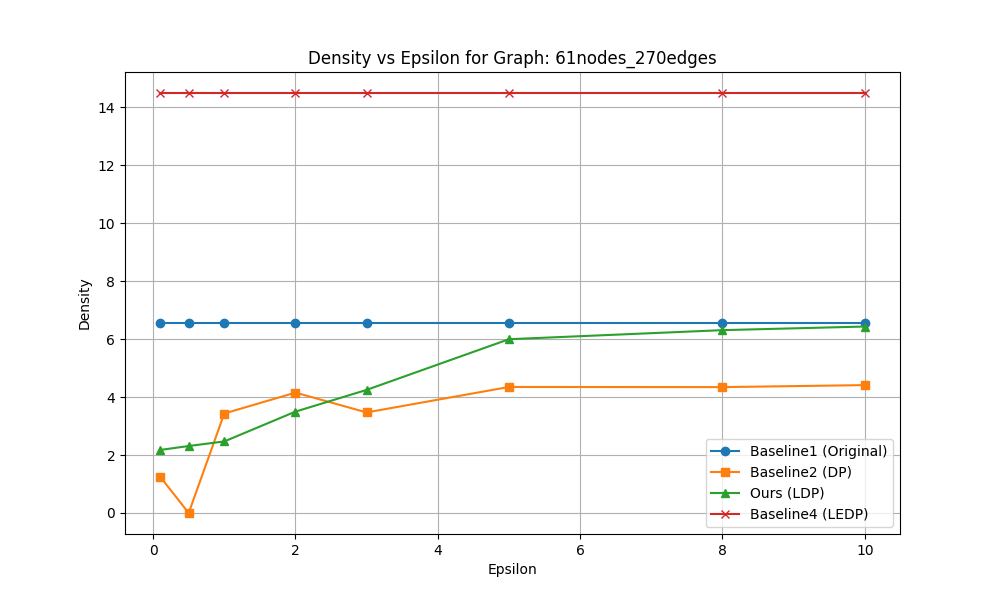 Density vs Epsilon for Graph: 61nodes_270edges
Density
14
12
10
8
6
4
2
0
0 2 4 6 8 10
Epsilon
Baseline1 (Original)
Baseline2 (DP)
Ours (LDP)
Baseline4 (LEDP)